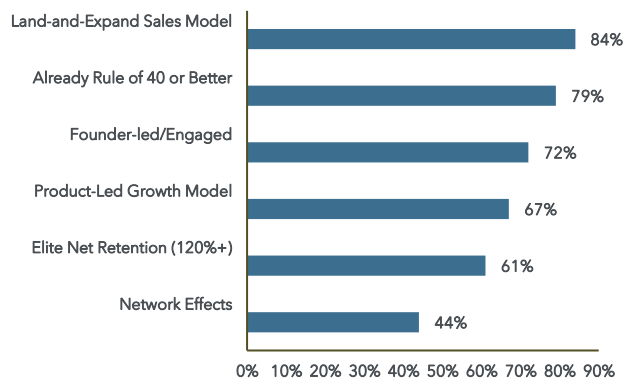 Land-and-Expand Sales Model
84%
Already Rule of 40 or Better
79%
Founder-led/Engaged
72%
Product-Led Growth Model
67%
Elite Net Retention (120%+)
61%
Network Effects
44%
0% 10% 20% 30% 40% 50% 60% 70% 80% 90%